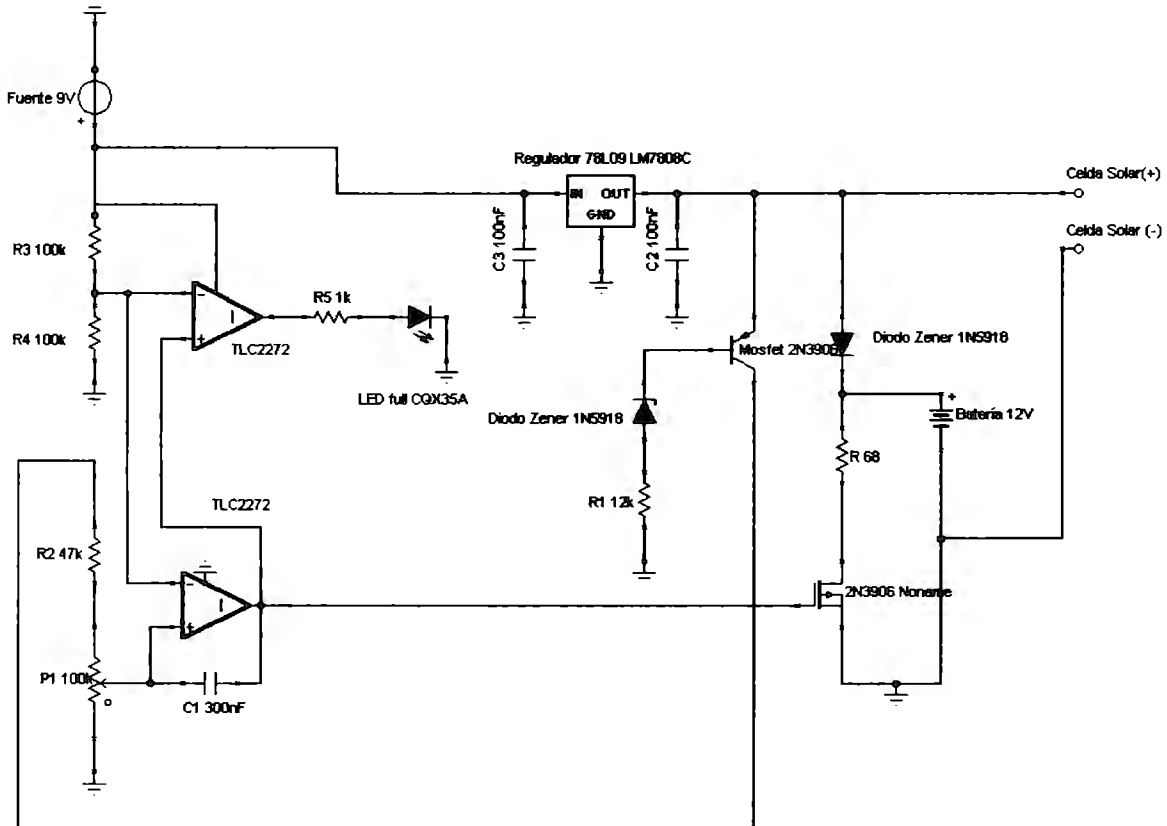 Fuente 9V
+
Regulador 78L09 LM7808C
IN OUT
GND
Celda Solar(+)
Celda Solar (-)
C3 100nF
C2 100nF
R3 100k
R4 100k
-
+
TLC2272
R5 1k
LED full CQX35A
Mosfet 2N3906
Diodo Zener 1N5918
Diodo Zener 1N5918
+
Batería 12V
R 68
R1 12k
TLC2272
R2 47k
-
+
2N3906 Noname
P1 100k
C1 300nF